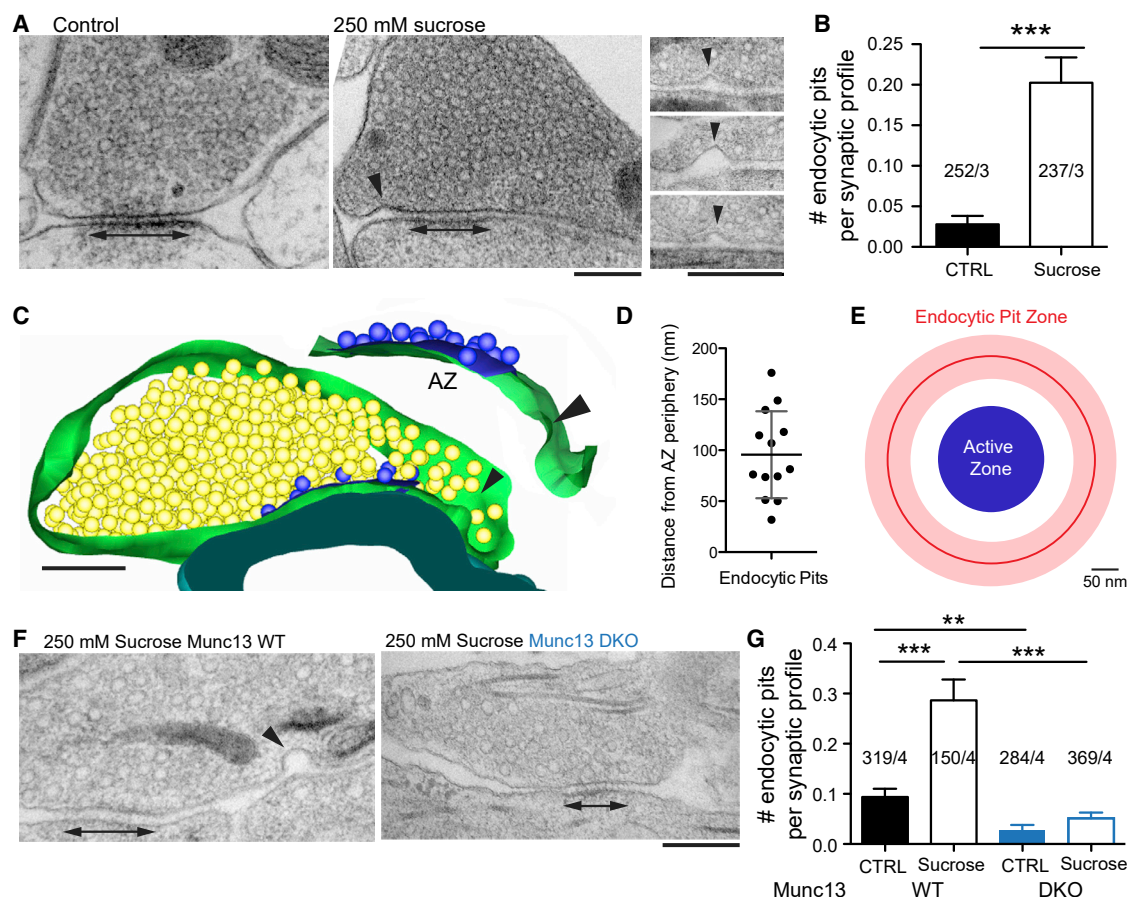 A
Control
250 mM sucrose
B
***
# endocytic pits
per synaptic profile
0.25
0.20
0.15
0.10
0.05
0.00
252/3
237/3
CTRL
Sucrose
C
AZ
D
Distance from AZ periphery (nm)
200
150
100
50
0
Endocytic Pits
E
Endocytic Pit Zone
Active
Zone
50 nm
F
250 mM Sucrose Munc13 WT
250 mM Sucrose Munc13 DKO
G
**
***
***
# endocytic pits
per synaptic profile
0.4
0.3
0.2
0.1
0.0
319/4
150/4
284/4
369/4
CTRL
Sucrose
CTRL
Sucrose
Munc13
WT
DKO